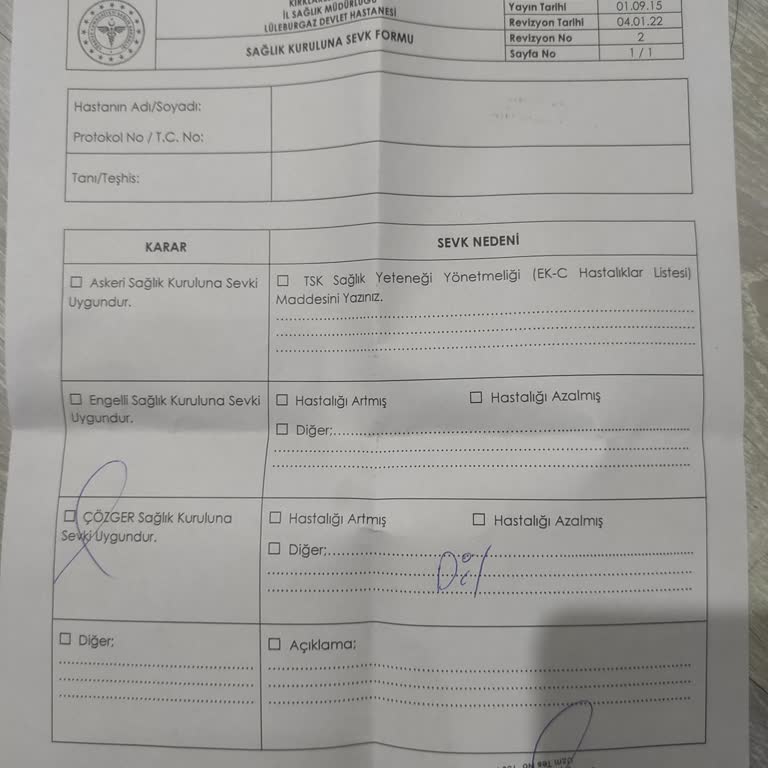 İL SAĞLIK MÜDÜRLÜĞÜ
LÜLEBURGAZ DEVLET HASTANESİ
SAĞLIK KURULUNA SEVK FORMU
Yayın Tarihi 01.09.15
Revizyon Tarihi 04.01.22
Revizyon No 2
Sayfa No 1 / 1
Hastanın Adı/Soyadı:
Protokol No / T.C. No:
Tanı/Teşhis:
KARAR
SEVK NEDENİ
☐ Askeri Sağlık Kuruluna Sevki
Uygundur.
☐ TSK Sağlık Yeteneği Yönetmeliği (EK-C Hastalıklar Listesi)
Maddesini Yazınız.
☐ Engelli Sağlık Kuruluna Sevki
Uygundur.
☐ Hastalığı Artmış ☐ Hastalığı Azalmış
☐ Diğer;
☐ ÇÖZGER Sağlık Kuruluna
Sevki Uygundur.
☐ Hastalığı Artmış ☐ Hastalığı Azalmış
☐ Diğer;
☐ Diğer;
☐ Açıklama;